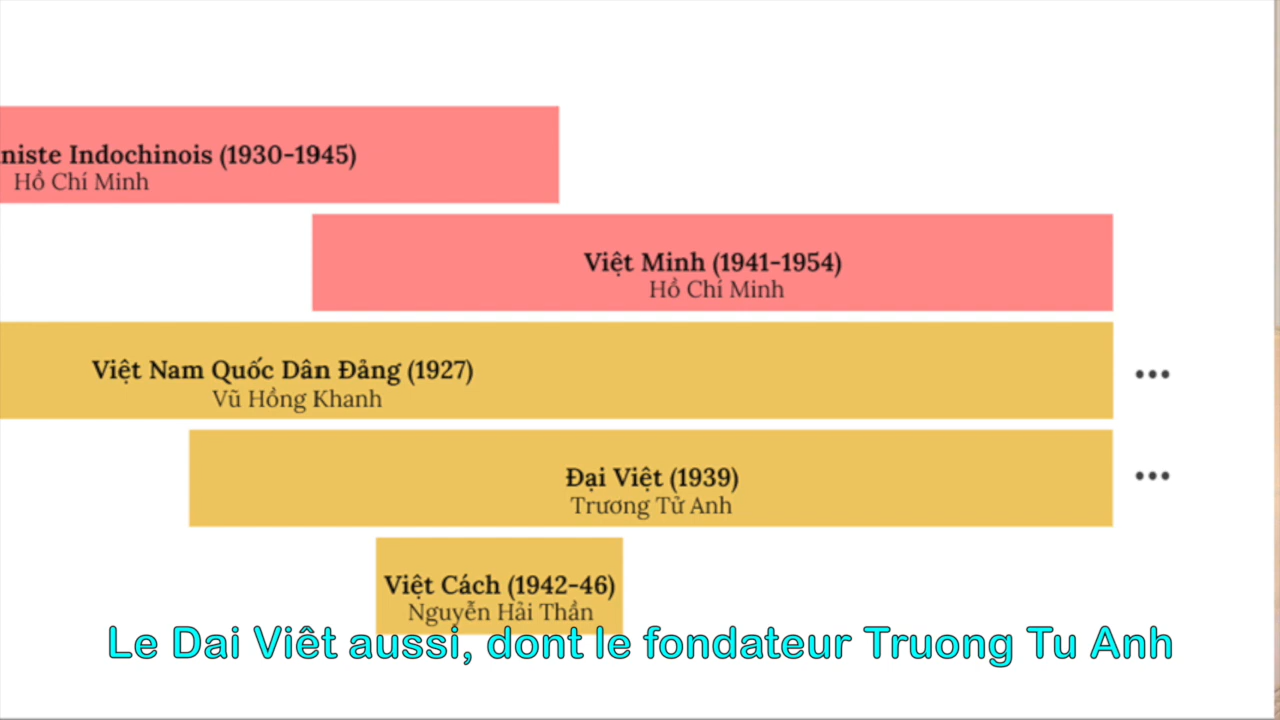 niste Indochinois (1930-1945)
Hồ Chí Minh
Việt Minh (1941-1954)
Hồ Chí Minh
Việt Nam Quốc Dân Đảng (1927)
Vũ Hồng Khanh
•••
Đại Việt (1939)
Trương Tử Anh
•••
Việt Cách (1942-46)
Nguyễn Hải Thần
Le Dai Viêt aussi, dont le fondateur Truong Tu Anh